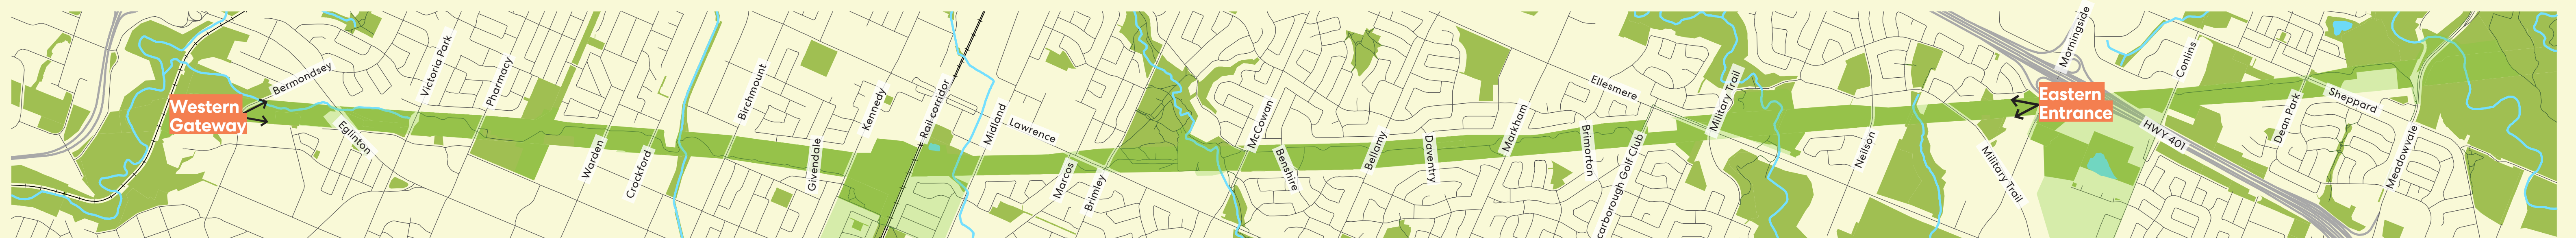 Western
Gateway
Bermondsey
Eglinton
Victoria Park
Pharmacy
Warden
Crockford
Birchmount
Givendale
Kennedy
Rail corridor
Midland
Lawrence
Marcos
Brimley
McCowan
Benshire
Bellamy
Daventry
Markham
Ellesmere
Brimorton
carborough Golf Club
Military Trail
Neilson
Military Trail
Eastern
Entrance
Morningside
Conlins
HWY 401
Dean Park
Sheppard
Meadowvale